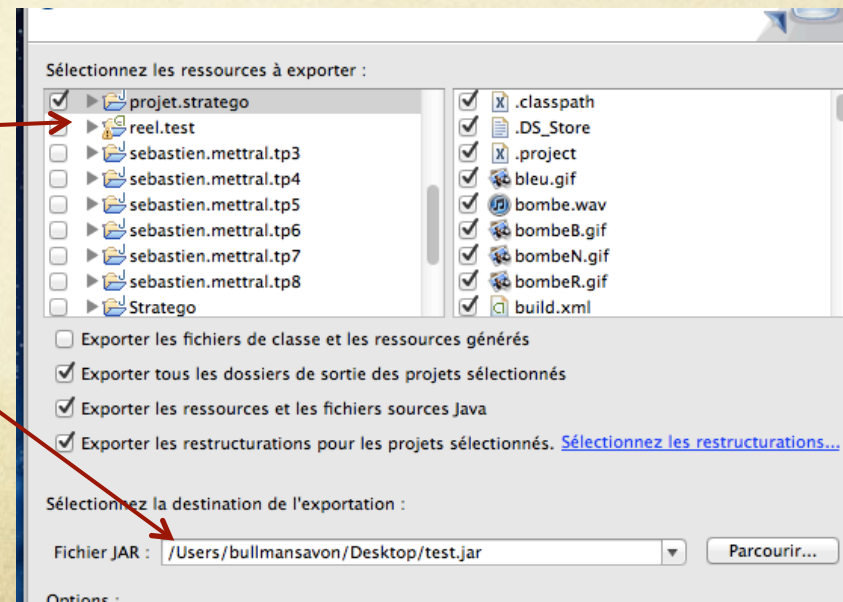 Sélectionnez les ressources à exporter :
projet.stratego
reel.test
sebastien.mettral.tp3
sebastien.mettral.tp4
sebastien.mettral.tp5
sebastien.mettral.tp6
sebastien.mettral.tp7
sebastien.mettral.tp8
Stratego
.classpath
.DS_Store
.project
bleu.gif
bombe.wav
bombeB.gif
bombeN.gif
bombeR.gif
build.xml
Exporter les fichiers de classe et les ressources générés
Exporter tous les dossiers de sortie des projets sélectionnés
Exporter les ressources et les fichiers sources Java
Exporter les restructurations pour les projets sélectionnés. Sélectionnez les restructurations...
Sélectionnez la destination de l'exportation :
Fichier JAR : /Users/bullmansavon/Desktop/test.jar Parcourir...
Options :